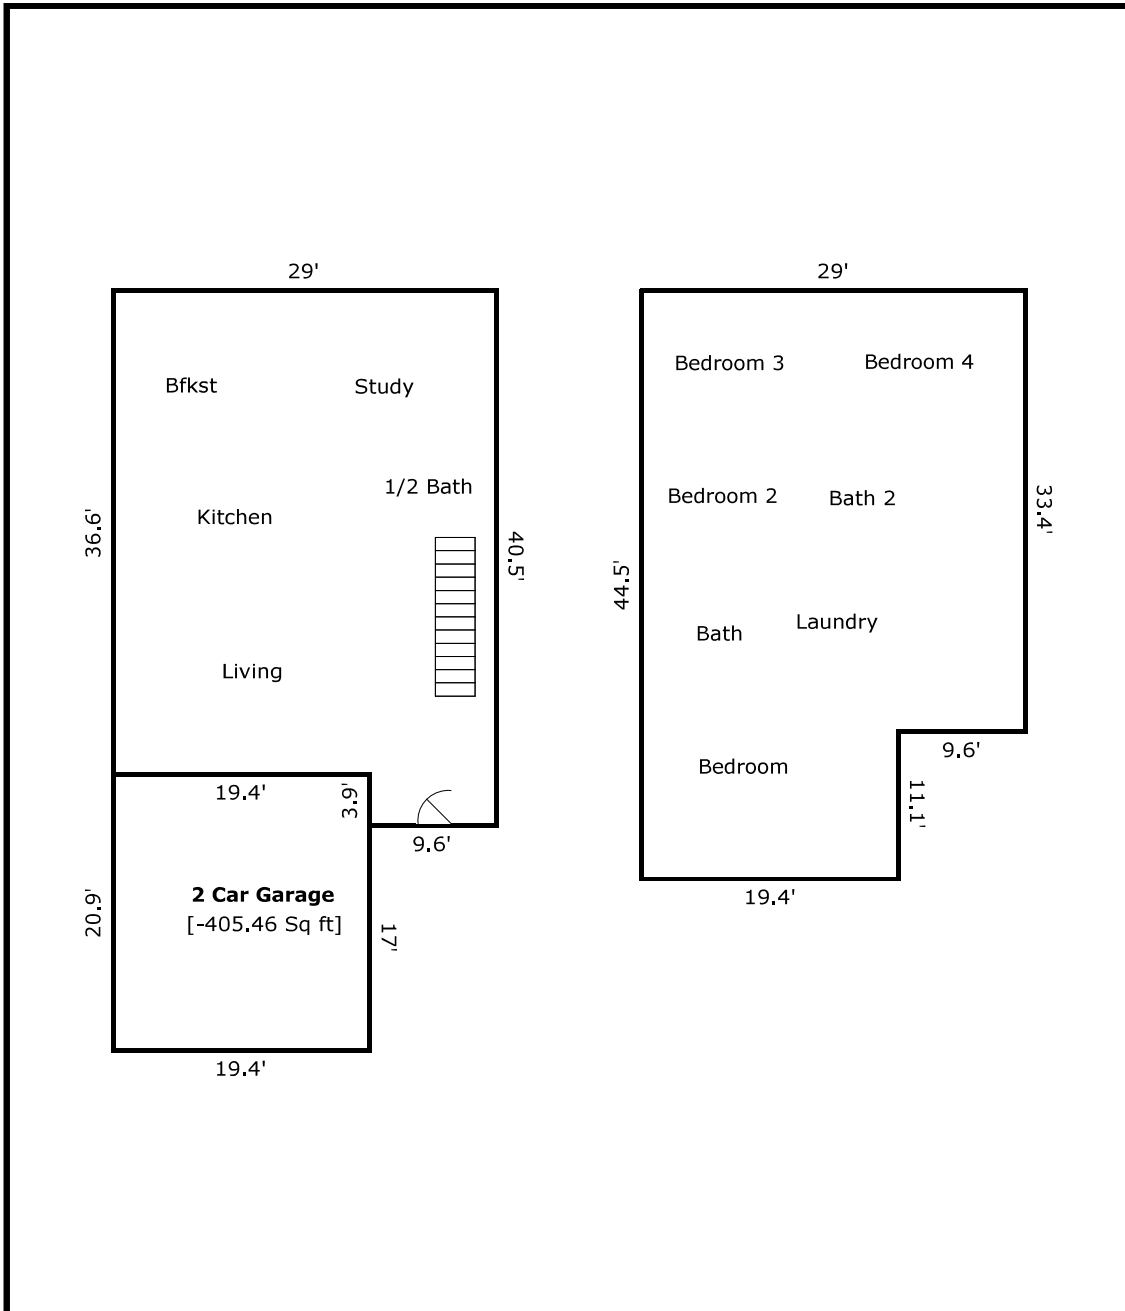 29'
29'
Bedroom 3
Bedroom 4
Bfkst
Study
1/2 Bath
Bedroom 2
Bath 2
33.4'
Kitchen
36.6'
40.5'
44.5'
Laundry
Bath
Living
9.6'
Bedroom
19.4'
3.9'
11.1'
9.6'
2 Car Garage
19.4'
20.9'
[-405.46 Sq ft]
17'
19.4'